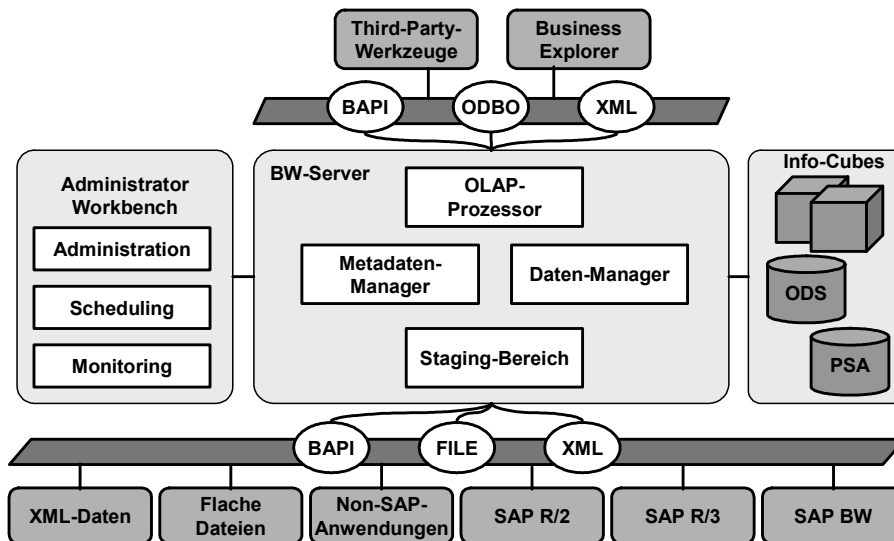 Third-Party-
Werkzeuge
Business
Explorer
BAPI
ODBO
XML
Administrator
Workbench
Administration
Scheduling
Monitoring
BW-Server
OLAP-
Prozessor
Metadaten-
Manager
Daten-Manager
Staging-Bereich
Info-Cubes
ODS
PSA
BAPI
FILE
XML
XML-Daten
Flache
Dateien
Non-SAP-
Anwendungen
SAP R/2
SAP R/3
SAP BW